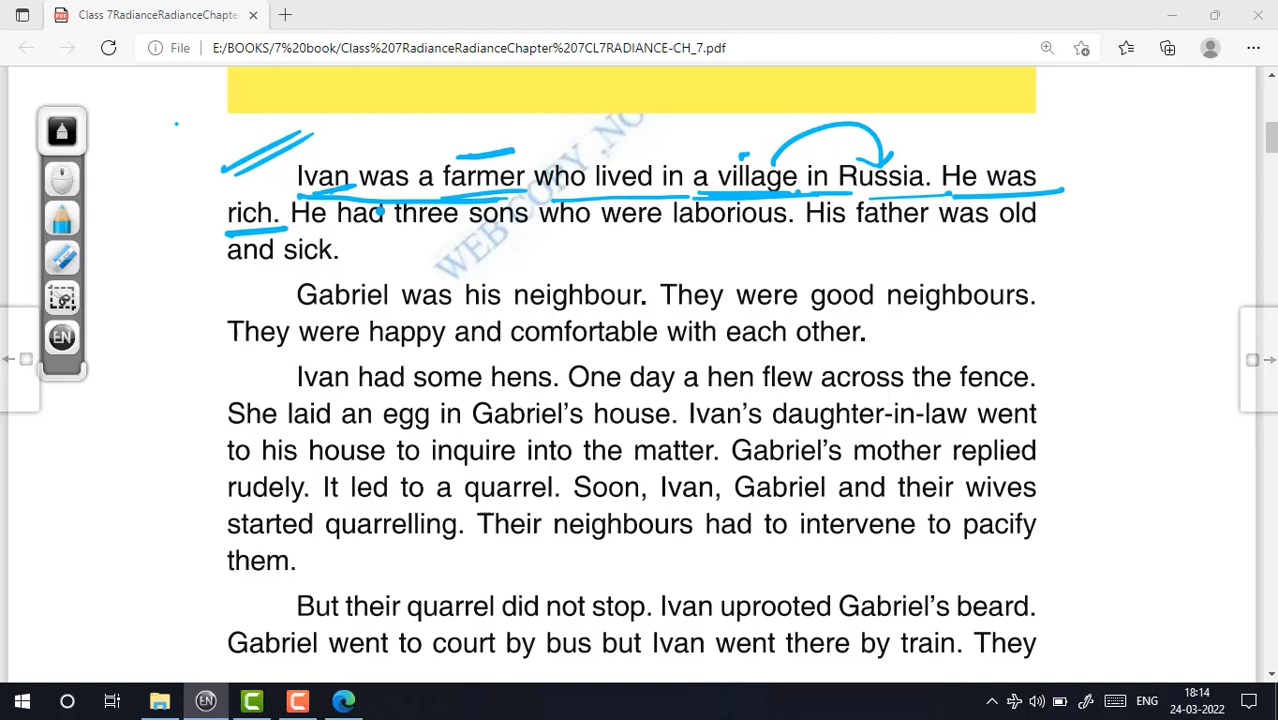 Class 7RadianceRadianceChapte
File E:/BOOKS/7%20book/Class%207RadianceRadianceChapter%207CL7RADIANCE-CH_7.pdf
Ivan was a farmer who lived in a village in Russia. He was
rich. He had three sons who were laborious. His father was old
and sick.
Gabriel was his neighbour. They were good neighbours.
They were happy and comfortable with each other.
Ivan had some hens. One day a hen flew across the fence.
She laid an egg in Gabriel's house. Ivan's daughter-in-law went
to his house to inquire into the matter. Gabriel's mother replied
rudely. It led to a quarrel. Soon, Ivan, Gabriel and their wives
started quarrelling. Their neighbours had to intervene to pacify
them.
But their quarrel did not stop. Ivan uprooted Gabriel's beard.
Gabriel went to court by bus but Ivan went there by train. They
WEB COPY, NO
EN
EN
ENG
18:14
24-03-2022